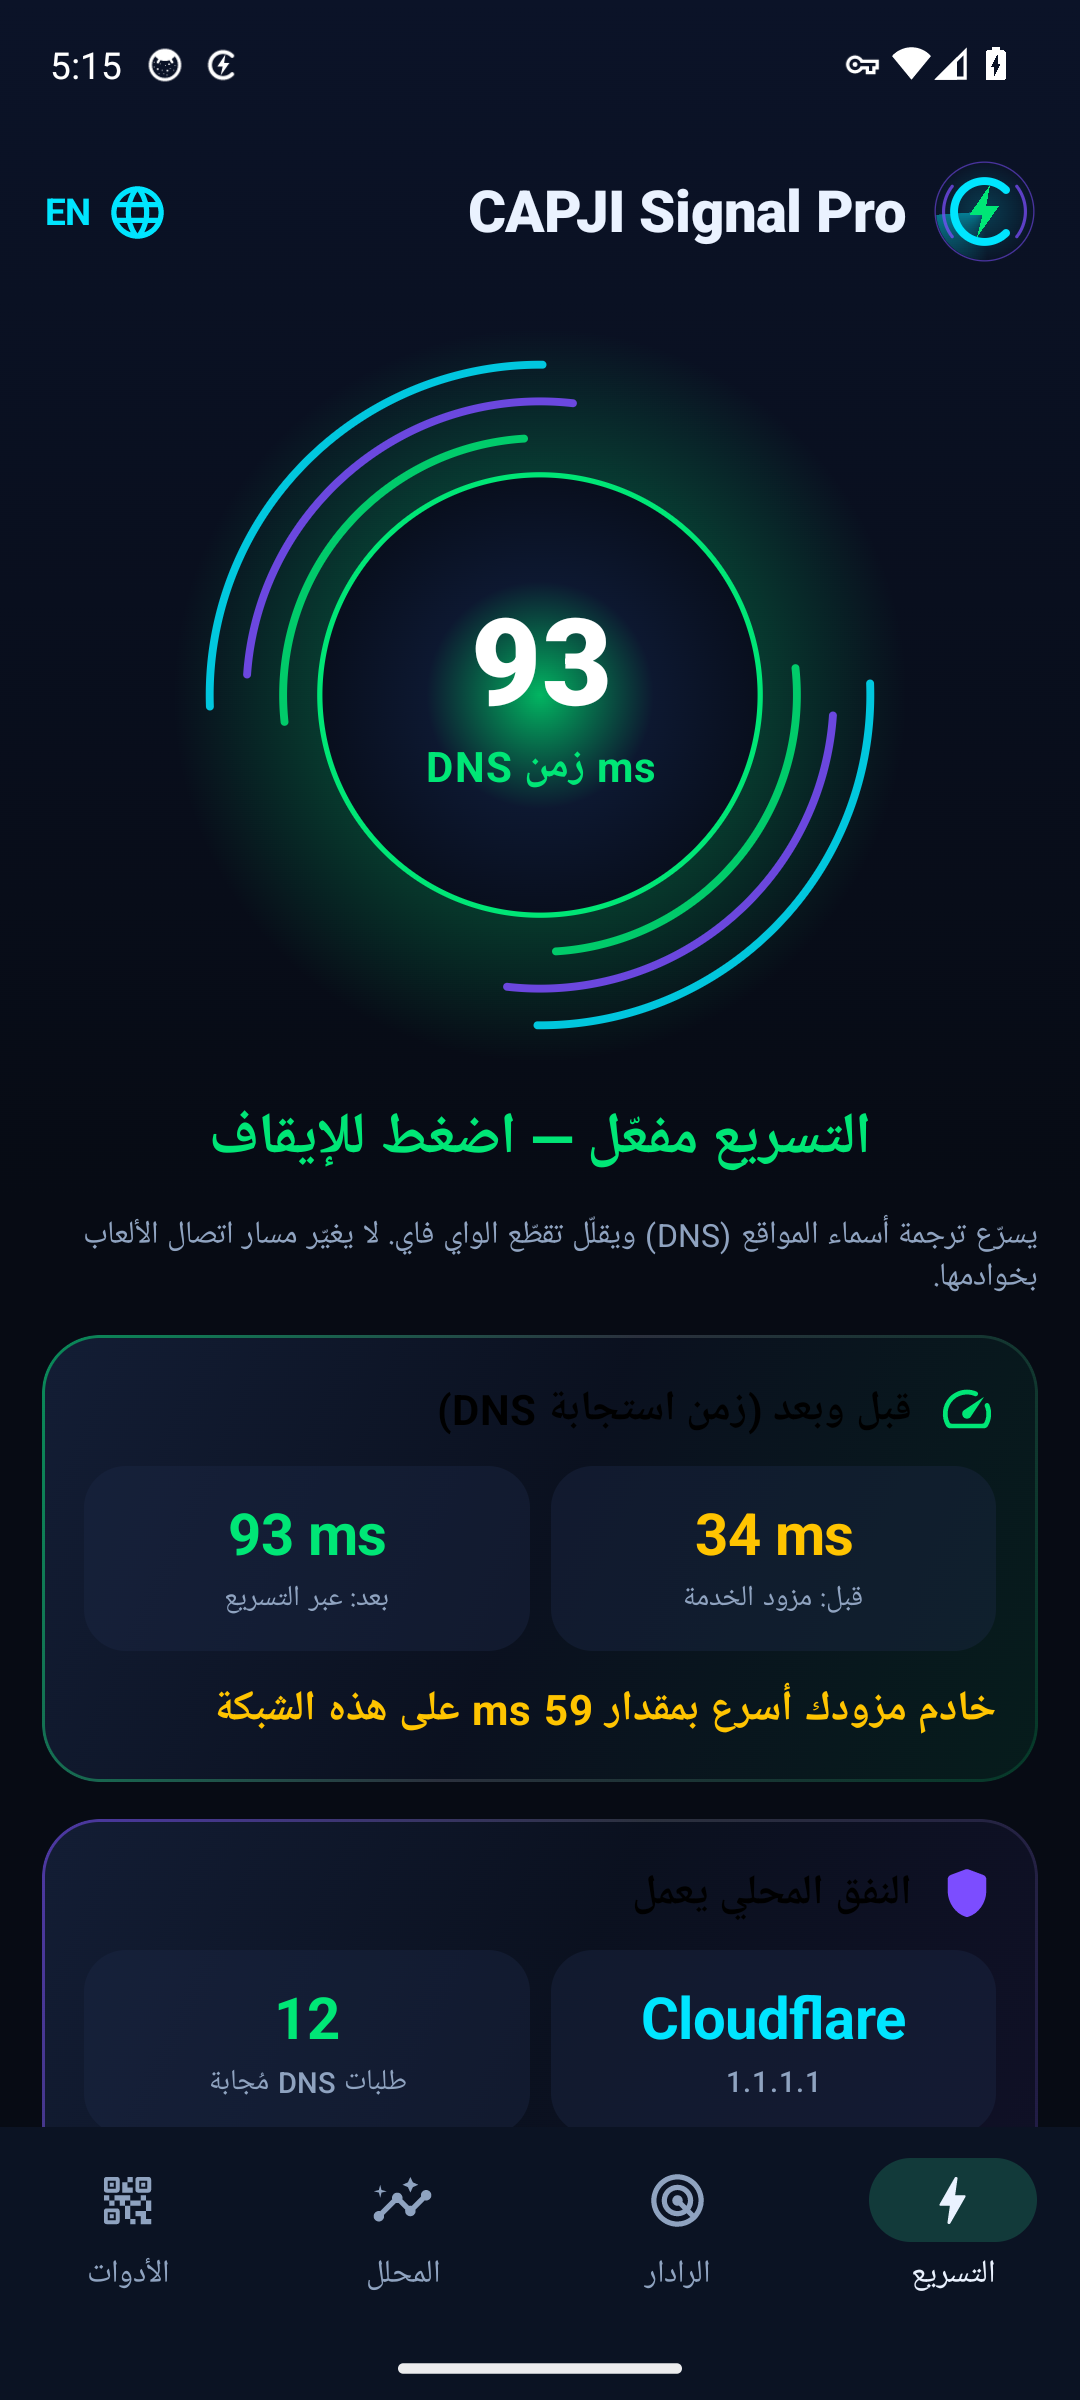 5:15
CAPJI Signal Pro
EN
93
ms زمن DNS
التسريع مفعّل — اضغط للإيقاف
يسرّع ترجمة أسماء المواقع (DNS) ويقلّل تقطّع الواي فاي. لا يغيّر مسار اتصال الألعاب
بخوادمها.
قبل وبعد (زمن استجابة DNS)
34 ms
قبل: مزود الخدمة
93 ms
بعد: عبر التسريع
خادم مزودك أسرع بمقدار 59 ms على هذه الشبكة
النفق المحلي يعمل
Cloudflare
1.1.1.1
12
طلبات DNS مُجابة
التسريع
الرادار
المحلل
الأدوات